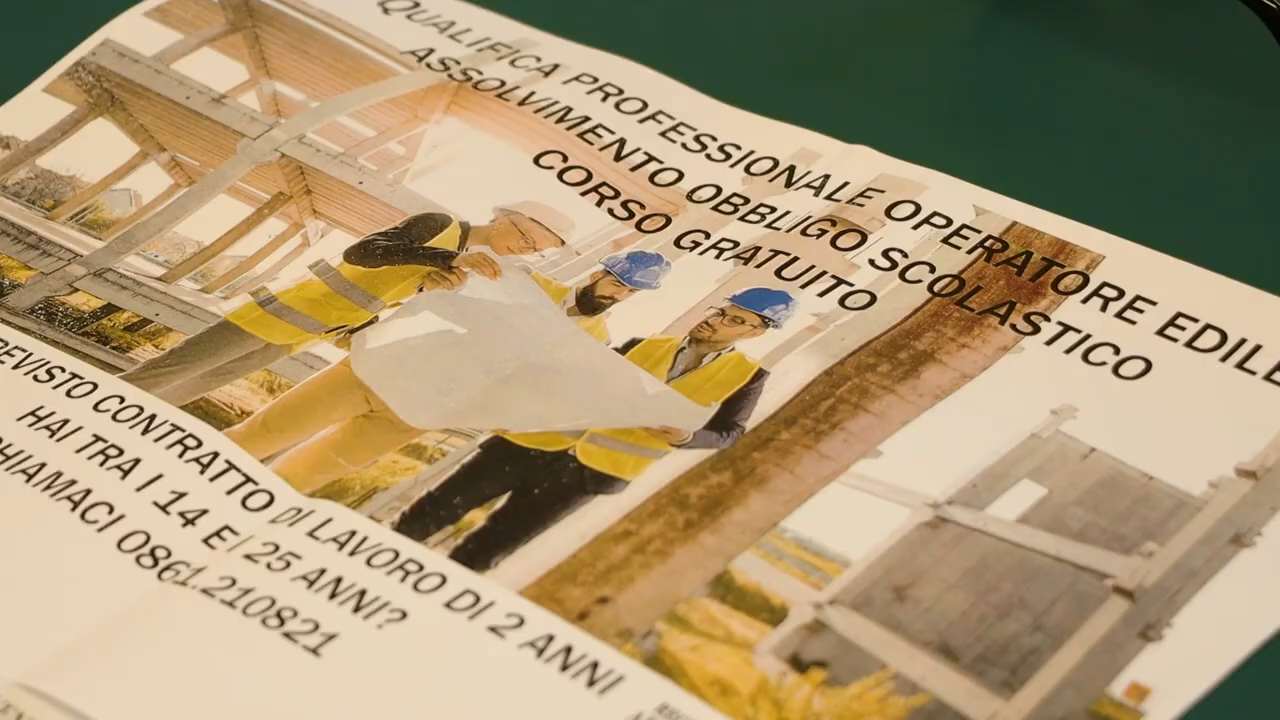 QUALIFICA PROFESSIONALE OPERATORE EDILE
ASSOLVIMENTO OBBLIGO SCOLASTICO
CORSO GRATUITO
PREVISTO CONTRATTO DI LAVORO DI 2 ANNI
HAI TRA I 14 E I 25 ANNI?
CHIAMACI 0861.210821